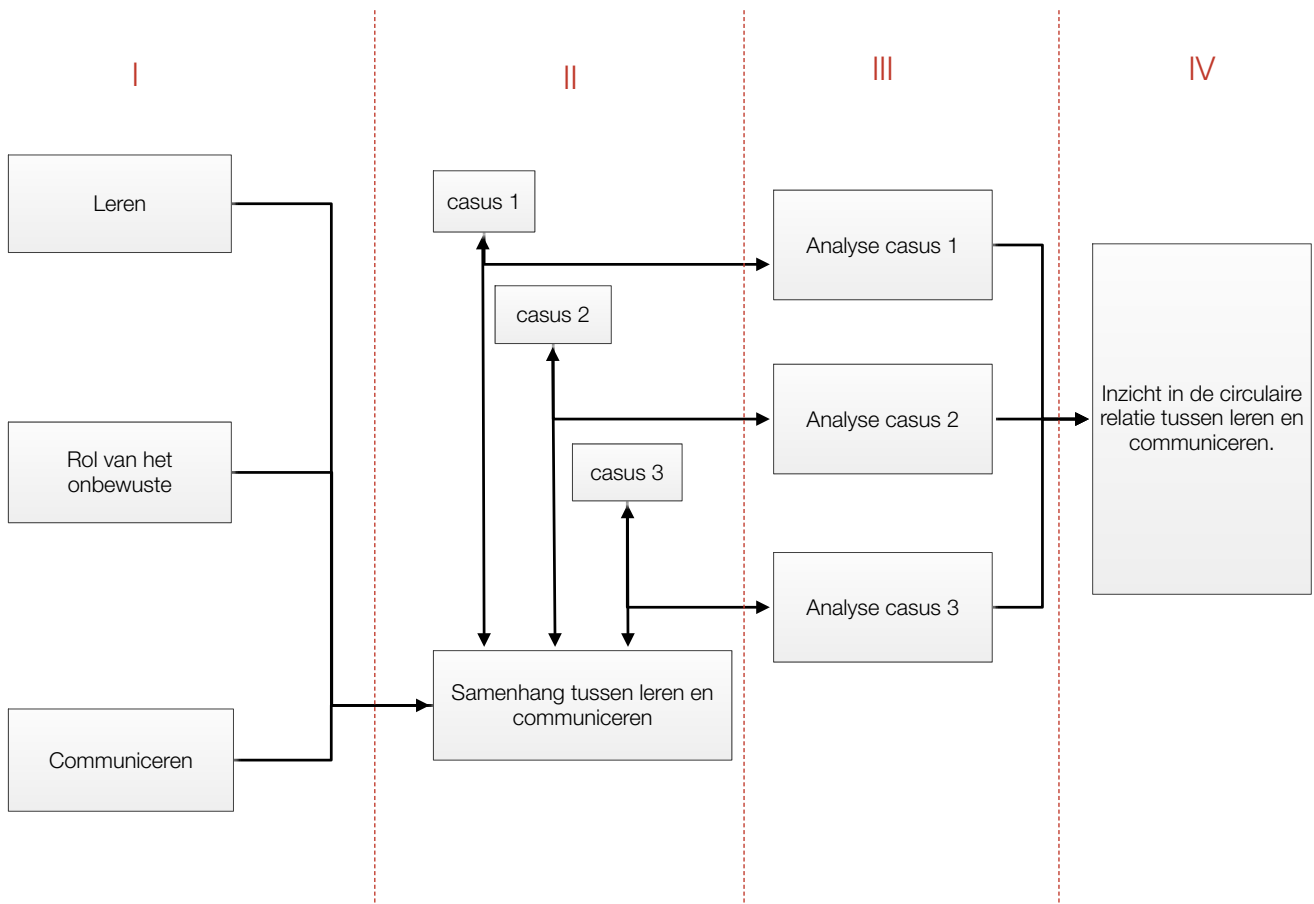 I
II
III
IV
Leren
Rol van het
onbewuste
Communiceren
casus 1
casus 2
casus 3
Samenhang tussen leren en
communiceren
Analyse casus 1
Analyse casus 2
Analyse casus 3
Inzicht in de circulaire
relatie tussen leren en
communiceren.